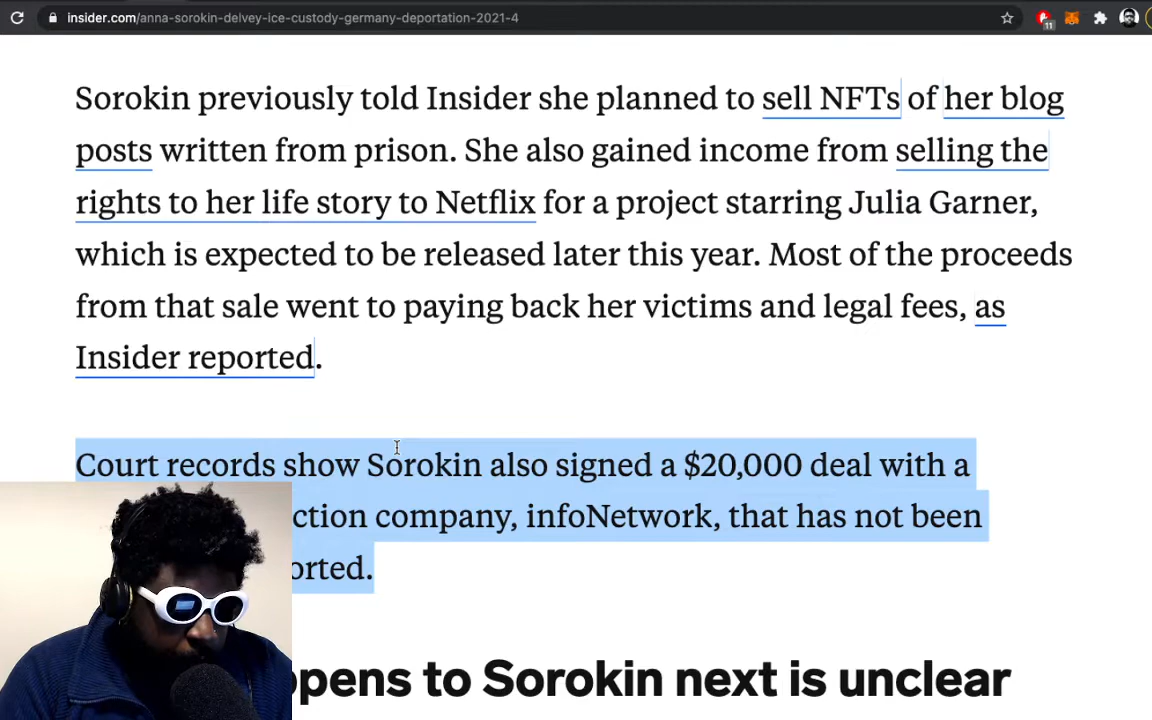 insider.com/anna-sorokin-delvey-ice-custody-germany-deportation-2021-4
11
Sorokin previously told Insider she planned to sell NFTs of her blog
posts written from prison. She also gained income from selling the
rights to her life story to Netflix for a project starring Julia Garner,
which is expected to be released later this year. Most of the proceeds
from that sale went to paying back her victims and legal fees, as
Insider reported.
Court records show Sorokin also signed a $20,000 deal with a
ction company, infoNetwork, that has not been
orted.
ppens to Sorokin next is unclear